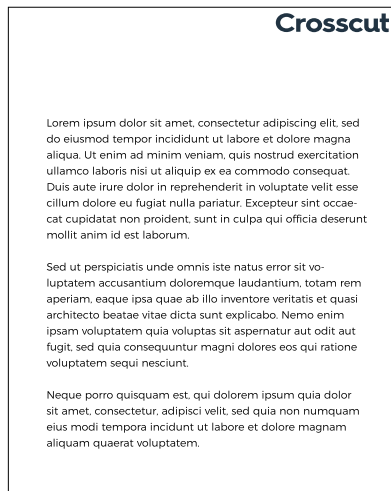 Crosscut
Lorem ipsum dolor sit amet, consectetur adipiscing elit, sed
do eiusmod tempor incididunt ut labore et dolore magna
aliqua. Ut enim ad minim veniam, quis nostrud exercitation
ullamco laboris nisi ut aliquip ex ea commodo consequat.
Duis aute irure dolor in reprehenderit in voluptate velit esse
cillum dolore eu fugiat nulla pariatur. Excepteur sint occae-
cat cupidatat non proident, sunt in culpa qui officia deserunt
mollit anim id est laborum.
Sed ut perspiciatis unde omnis iste natus error sit vo-
luptatem accusantium doloremque laudantium, totam rem
aperiam, eaque ipsa quae ab illo inventore veritatis et quasi
architecto beatae vitae dicta sunt explicabo. Nemo enim
ipsam voluptatem quia voluptas sit aspernatur aut odit aut
fugit, sed quia consequuntur magni dolores eos qui ratione
voluptatem sequi nesciunt.
Neque porro quisquam est, qui dolorem ipsum quia dolor
sit amet, consectetur, adipisci velit, sed quia non numquam
eius modi tempora incidunt ut labore et dolore magnam
aliquam quaerat voluptatem.